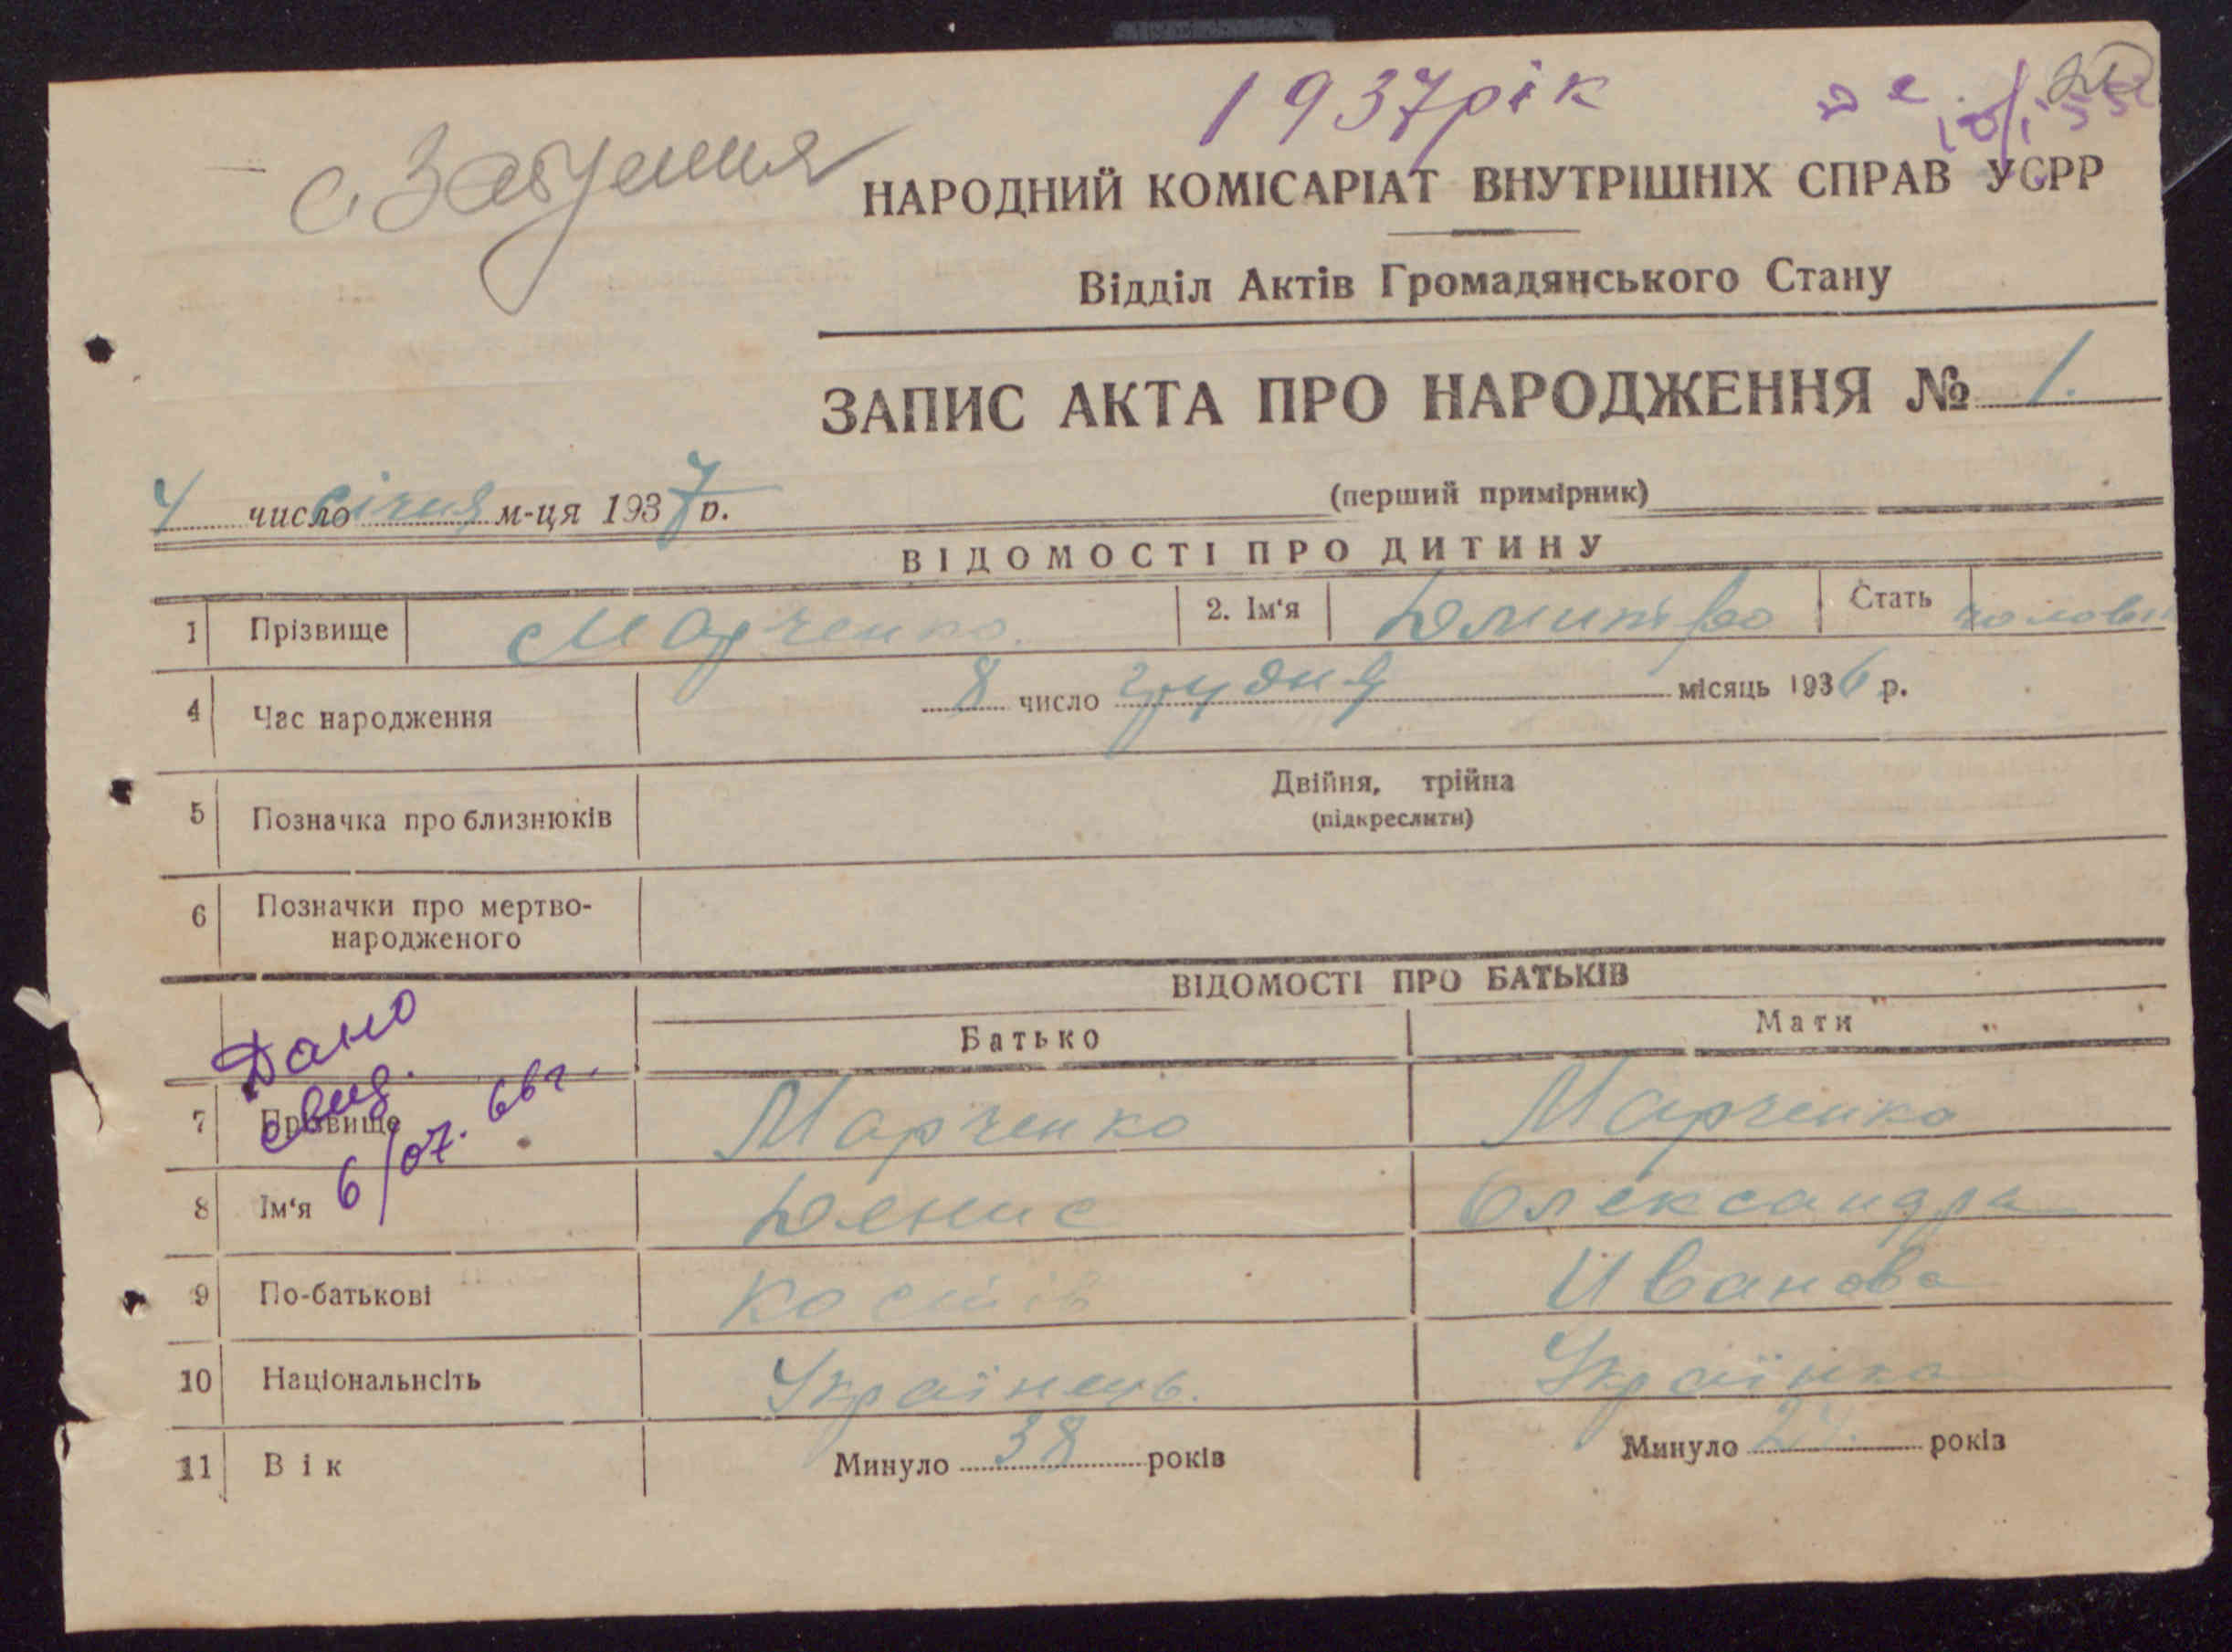 1937 рік
с.
НАРОДНИЙ КОМІСАРІАТ ВНУТРІШНІХ СПРАВ УСРР
Відділ Актів Громадянського Стану
ЗАПИС АКТА ПРО НАРОДЖЕННЯ № 1.
4 число січня м-ця 1937 р.
(перший примірник)
ВІДОМОСТІ ПРО ДИТИНУ
1 Прізвище Марченко 2. Ім‘я Дмитро Стать
4 Час народження 8 число грудня місяць 1936 р.
5 Позначка про близнюків Двійня, трійна
(підкреслити)
6 Позначки про мертво-
народженого
ВІДОМОСТІ ПРО БАТЬКІВ
Батько Мати
Дано
свид.
6/07. 66г.
7 Прізвище Марченко Марченко
8 Ім‘я Денис Олександра
9 По-батькові Иванова
10 Національнсіть Українець. Українка
11 Вік Минуло 38 років Минуло років